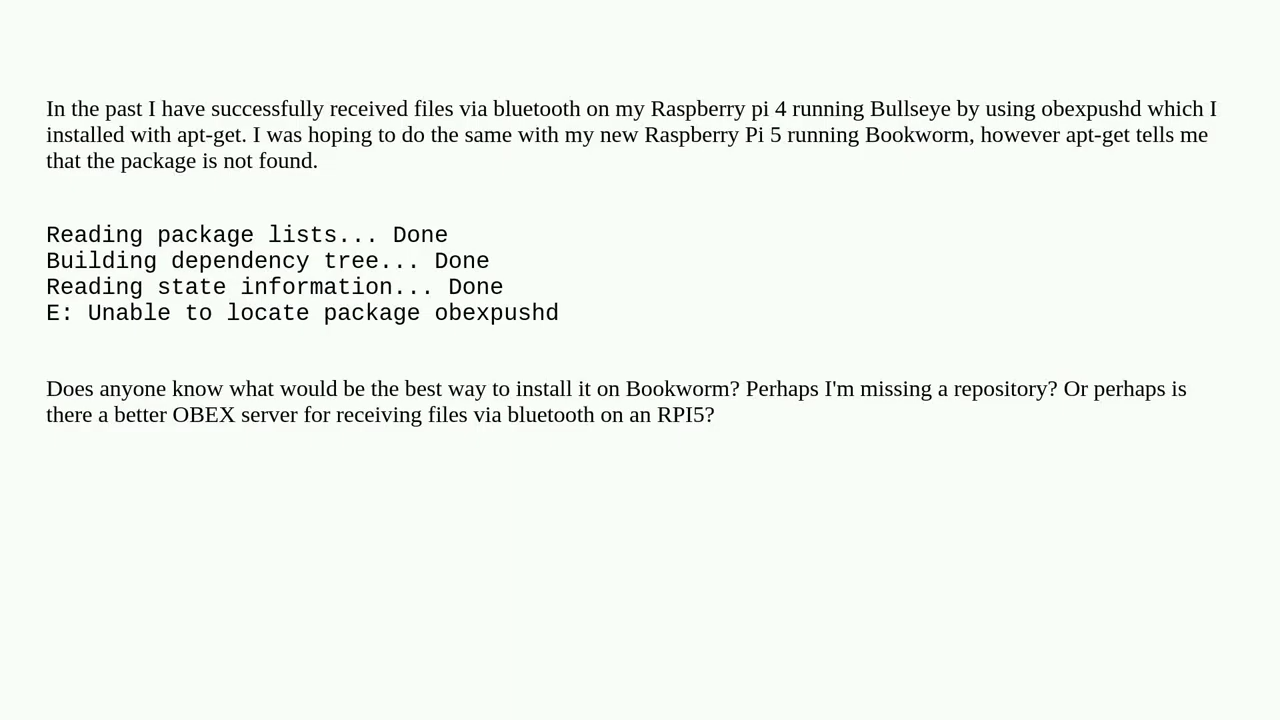 In the past I have successfully received files via bluetooth on my Raspberry pi 4 running Bullseye by using obexpushd which I
installed with apt-get. I was hoping to do the same with my new Raspberry Pi 5 running Bookworm, however apt-get tells me
that the package is not found.
Reading package lists... Done
Building dependency tree... Done
Reading state information... Done
E: Unable to locate package obexpushd
Does anyone know what would be the best way to install it on Bookworm? Perhaps I'm missing a repository? Or perhaps is
there a better OBEX server for receiving files via bluetooth on an RPI5?